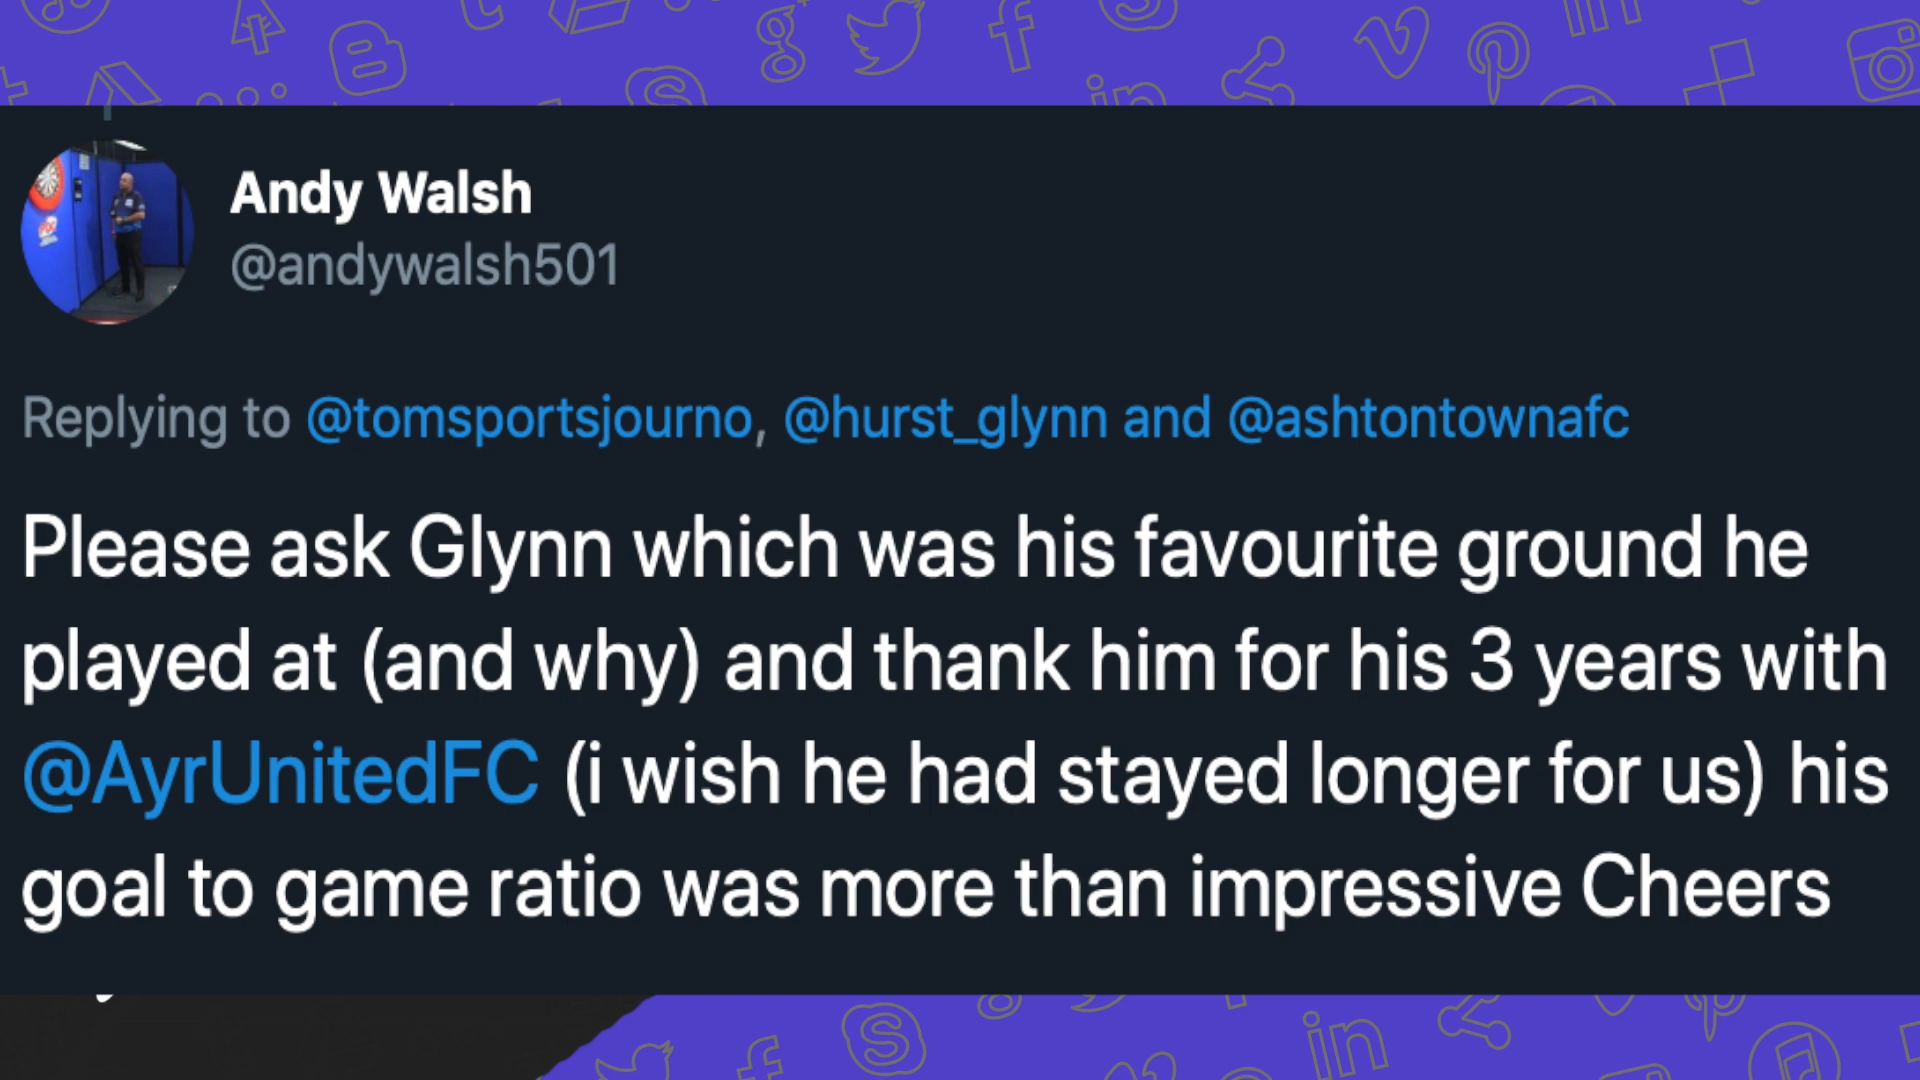 Andy Walsh
@andywalsh501
Replying to @tomsportsjourno, @hurst_glynn and @ashtontownafc
Please ask Glynn which was his favourite ground he
played at (and why) and thank him for his 3 years with
@AyrUnitedFC (i wish he had stayed longer for us) his
goal to game ratio was more than impressive Cheers